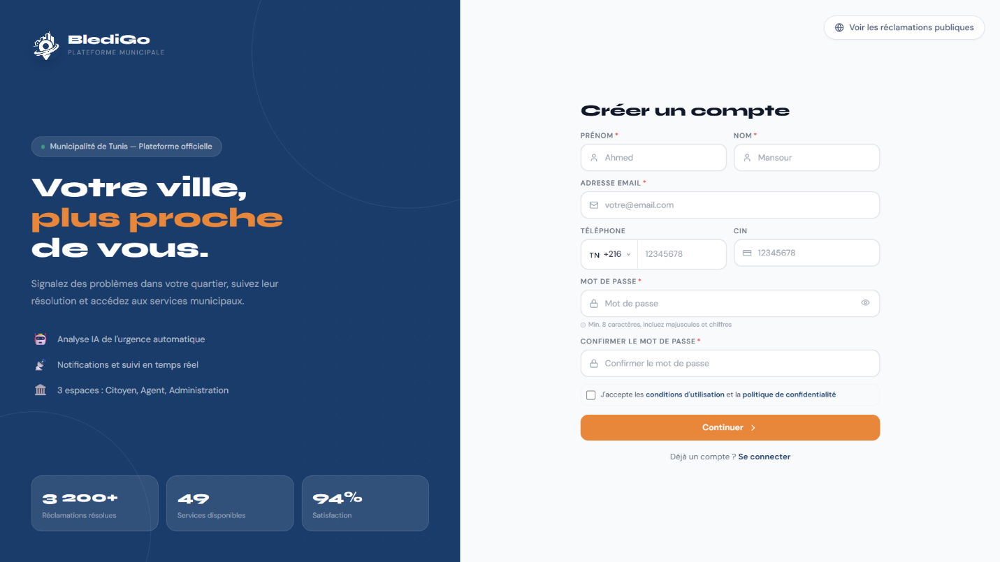 BlediGo
PLATEFORME MUNICIPALE
Municipalité de Tunis — Plateforme officielle
Votre ville,
plus proche
de vous.
Signalez des problèmes dans votre quartier, suivez leur
résolution et accédez aux services municipaux.
Analyse IA de l'urgence automatique
Notifications et suivi en temps réel
3 espaces : Citoyen, Agent, Administration
3 200+
Réclamations résolues
49
Services disponibles
94%
Satisfaction
Voir les réclamations publiques
Créer un compte
PRÉNOM * NOM *
Ahmed Mansour
ADRESSE EMAIL *
votre@email.com
TÉLÉPHONE CIN
TN +216 12345678 12345678
MOT DE PASSE *
Mot de passe
Min. 8 caractères, incluez majuscules et chiffres
CONFIRMER LE MOT DE PASSE *
Confirmer le mot de passe
J'accepte les conditions d'utilisation et la politique de confidentialité
Continuer
Déjà un compte ? Se connecter